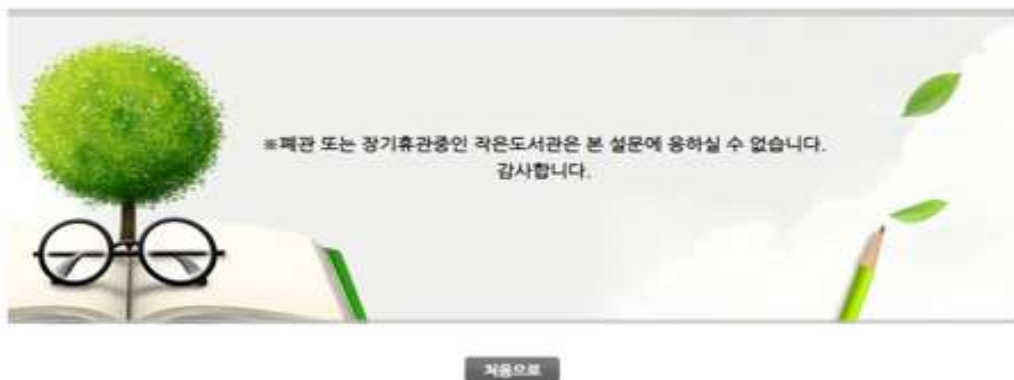 ※폐관 또는 장기휴관중인 작은도서관은 본 설문에 응하실 수 없습니다.
감사합니다.
처음으로